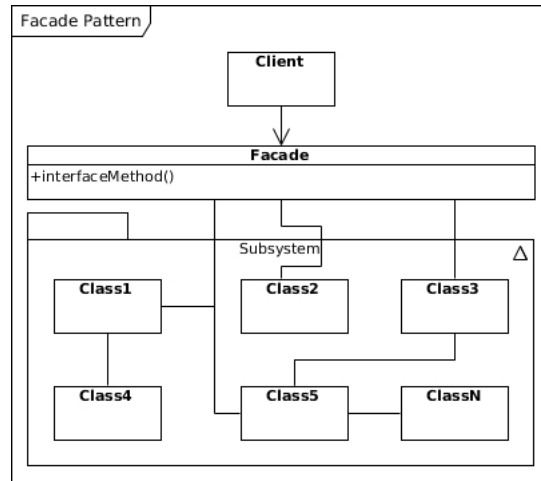 Facade Pattern
Client
Facade
+interfaceMethod()
Subsystem
Δ
Class1
Class2
Class3
Class4
Class5
ClassN